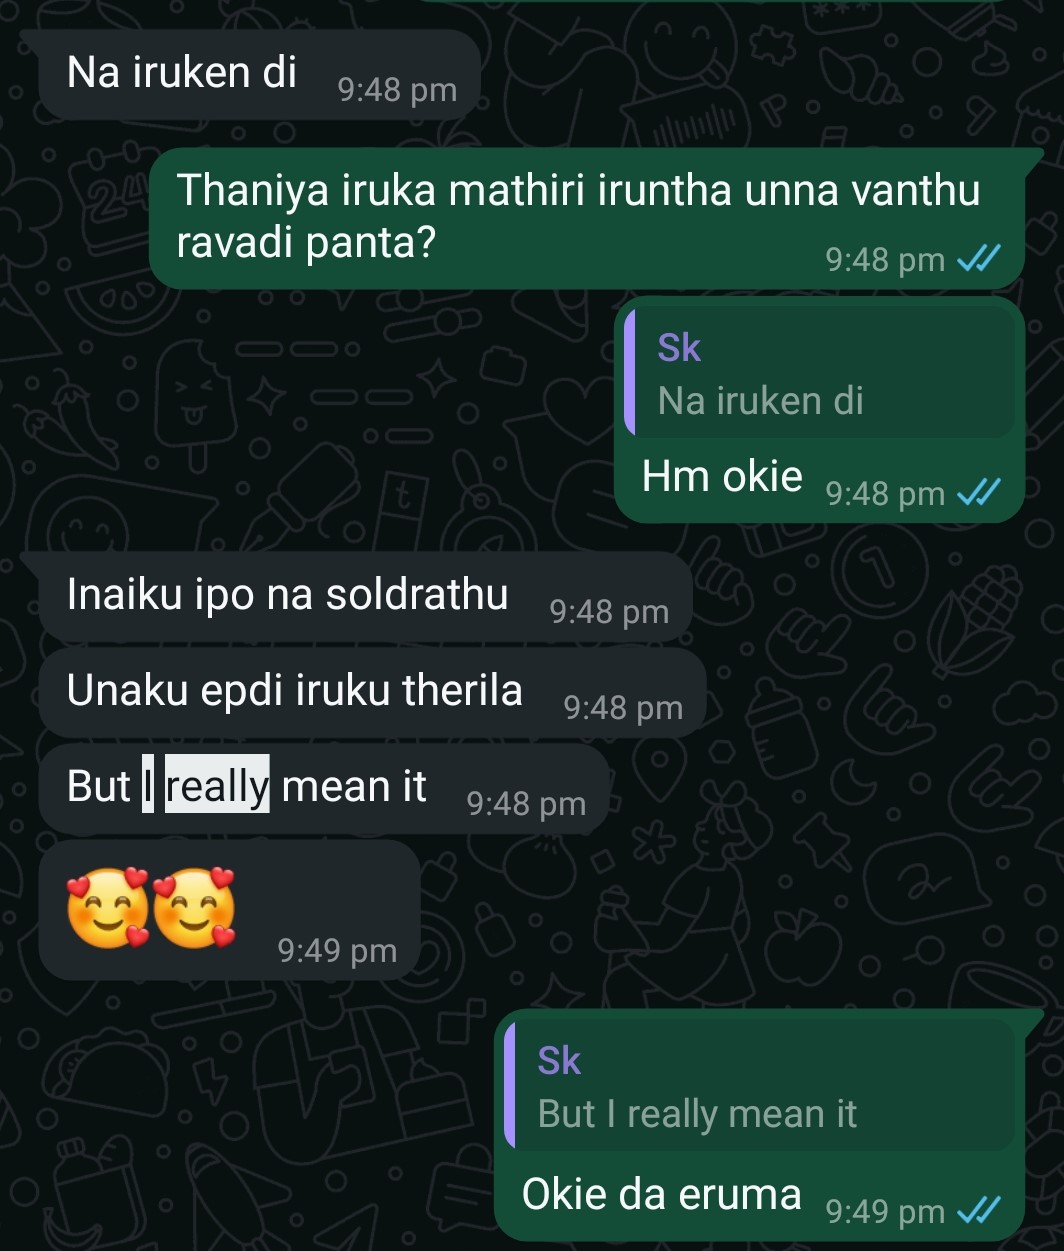 Na iruken di 9:48 pm
Thaniya iruka mathiri iruntha unna vanthu
ravadi panta? 9:48 pm
Sk
Na iruken di
Hm okie 9:48 pm
Inaiku ipo na soldrathu 9:48 pm
Unaku epdi iruku therila 9:48 pm
But I really mean it 9:48 pm
🥰🥰 9:49 pm
Sk
But I really mean it
Okie da eruma 9:49 pm